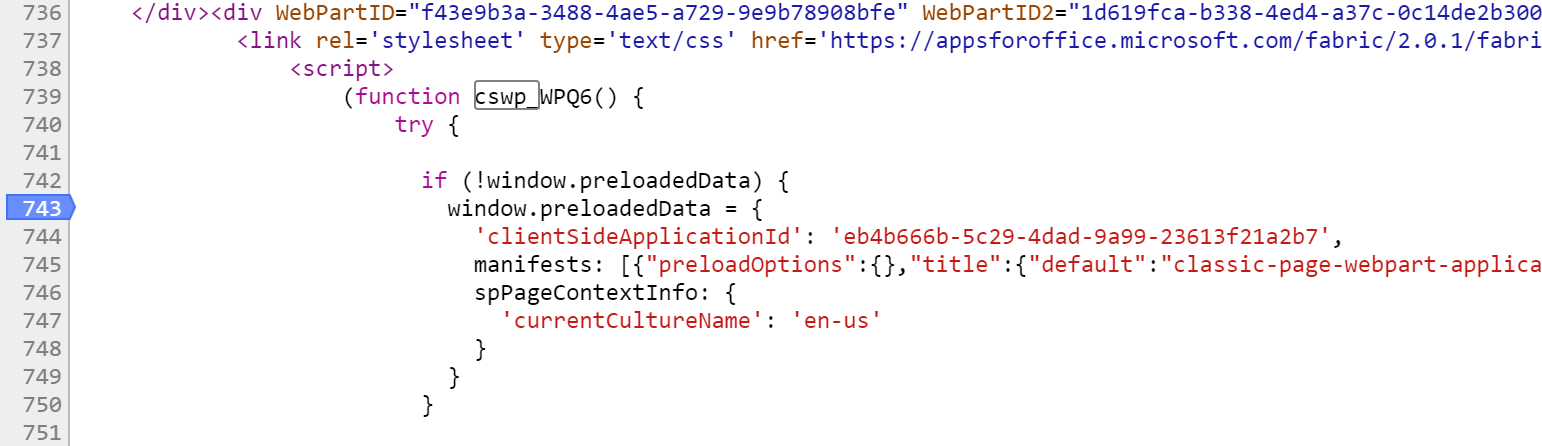 736 </div><div WebPartID="f43e9b3a-3488-4ae5-a729-9e9b78908bfe" WebPartID2="1d619fca-b338-4ed4-a37c-0c14de2b300
737 <link rel='stylesheet' type='text/css' href='https://appsforoffice.microsoft.com/fabric/2.0.1/fabri
738 <script>
739 (function cswp_WPQ6() {
740 try {
741
742 if (!window.preloadedData) {
743 window.preloadedData = {
744 'clientSideApplicationId': 'eb4b666b-5c29-4dad-9a99-23613f21a2b7',
745 manifests: [{"preloadOptions":{},"title":{"default":"classic-page-webpart-applica
746 spPageContextInfo: {
747 'currentCultureName': 'en-us'
748 }
749 }
750 }
751